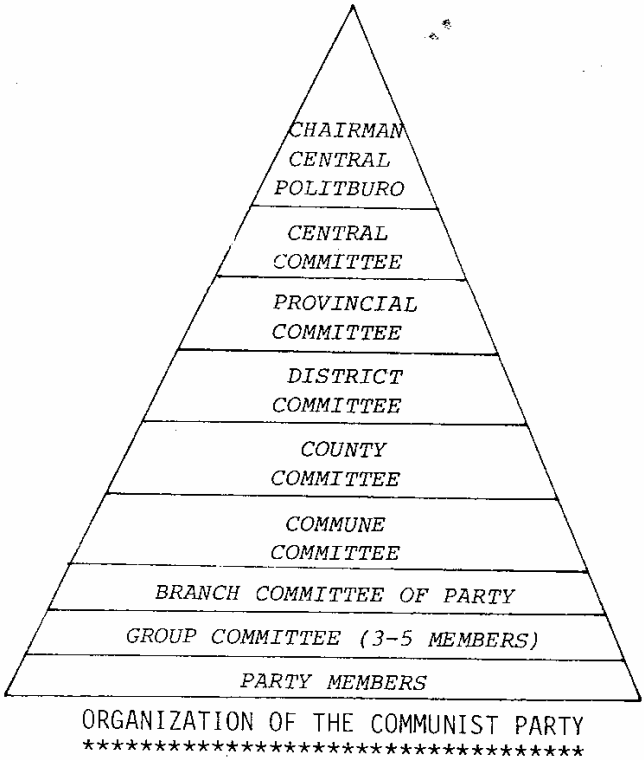 CHAIRMAN
CENTRAL
POLITBURO
CENTRAL
COMMITTEE
PROVINCIAL
COMMITTEE
DISTRICT
COMMITTEE
COUNTY
COMMITTEE
COMMUNE
COMMITTEE
BRANCH COMMITTEE OF PARTY
GROUP COMMITTEE (3-5 MEMBERS)
PARTY MEMBERS
ORGANIZATION OF THE COMMUNIST PARTY
***********************************